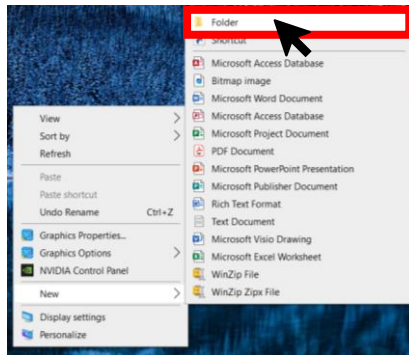 Folder
Shortcut
Microsoft Access Database
Bitmap image
Microsoft Word Document
Microsoft Access Database
Microsoft Project Document
PDF Document
Microsoft PowerPoint Presentation
Microsoft Publisher Document
Rich Text Format
Text Document
Microsoft Visio Drawing
Microsoft Excel Worksheet
WinZip File
WinZip Zipx File
View
Sort by
Refresh
Paste
Paste shortcut
Undo Rename Ctrl+Z
Graphics Properties...
Graphics Options
NVIDIA Control Panel
New
Display settings
Personalize